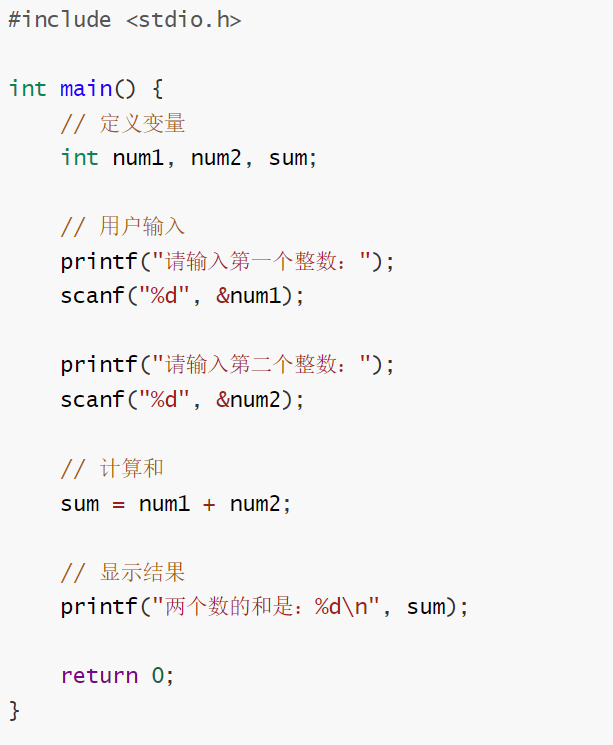 #include <stdio.h>
int main() {
// 定义变量
int num1, num2, sum;
// 用户输入
printf("请输入第一个整数：");
scanf("%d", &num1);
printf("请输入第二个整数：");
scanf("%d", &num2);
// 计算和
sum = num1 + num2;
// 显示结果
printf("两个数的和是：%d\n", sum);
return 0;
}